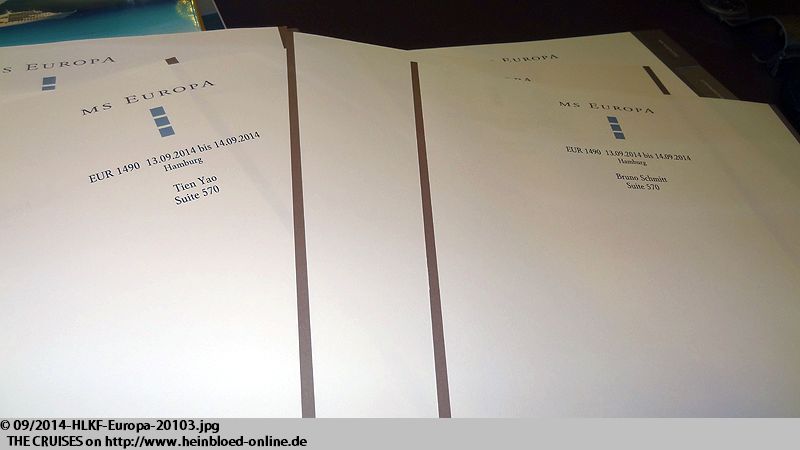 S EUROPA
MS EUROPA
EUR 1490 13.09.2014 bis 14.09.2014
Hamburg
Tien Yao
Suite 570
EUROPA
MS EUROPA
EUR 1490 13.09.2014 bis 14.09.2014
Hamburg
Bruno Schmitt
Suite 570
© 09/2014-HLKF-Europa-20103.jpg
THE CRUISES on http://www.heinbloed-online.de